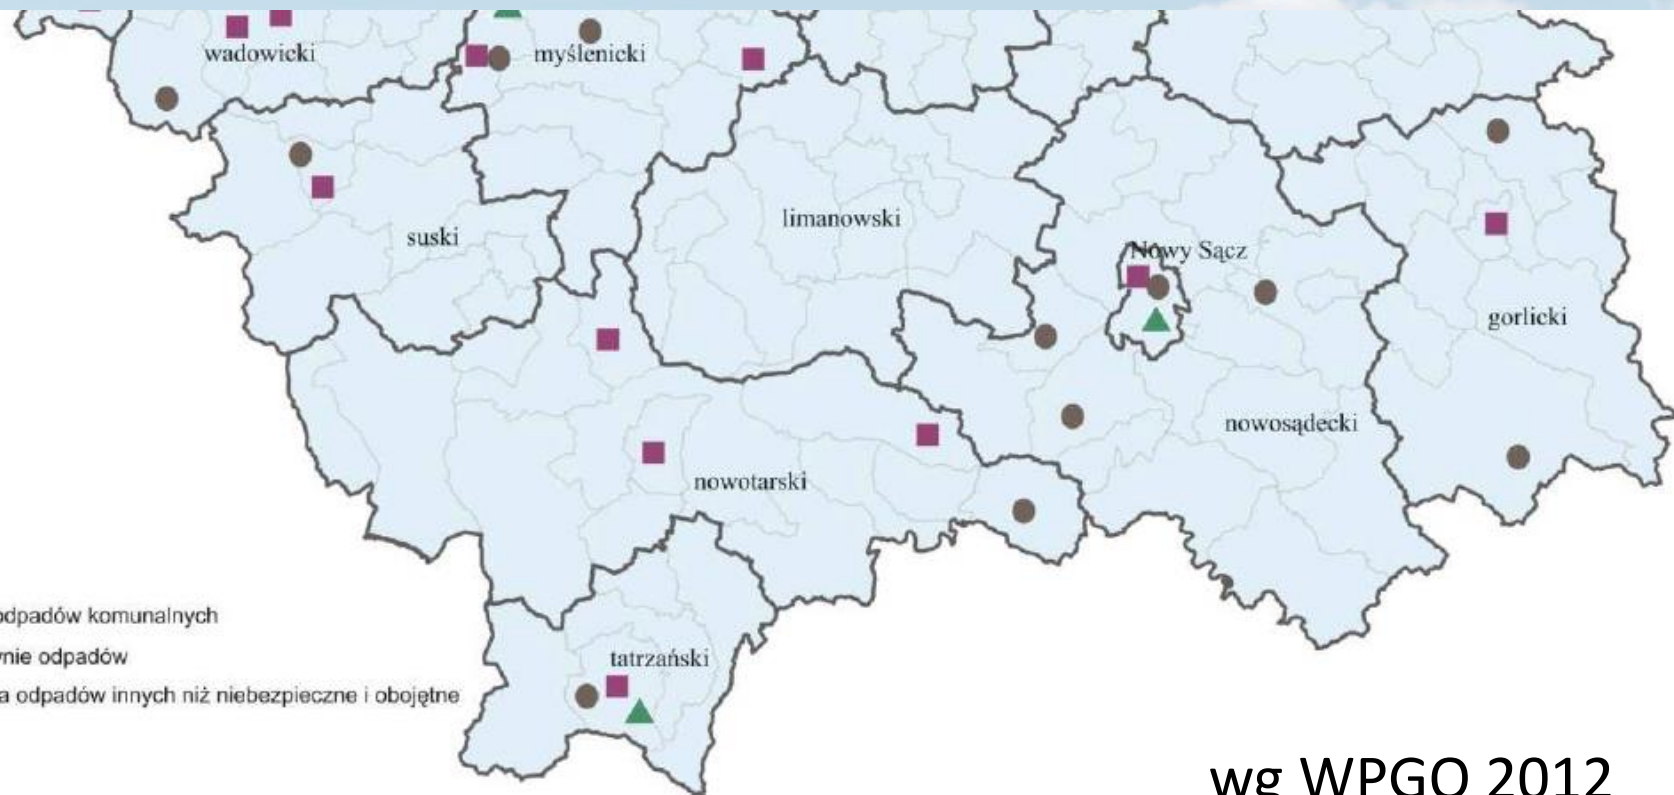 wadowicki
myślenicki
limanowski
suski
Nowy Sącz
gorlicki
nowosądecki
nowotarski
odpadów komunalnych
odpadów
tatrzański
odpadów innych niż niebezpieczne i obojętne
wg WPGO 2012